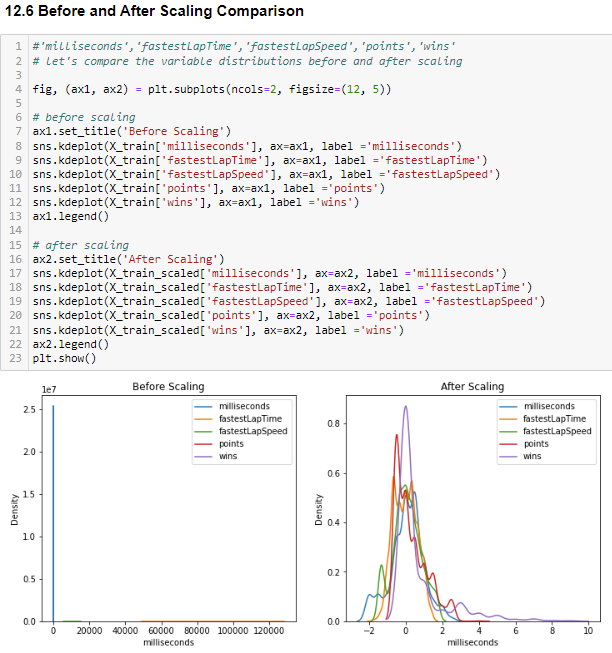 12.6 Before and After Scaling Comparison
1 #'milliseconds','fastestLapTime','fastestLapSpeed','points','wins'
2 # let's compare the variable distributions before and after scaling
3
4 fig, (ax1, ax2) = plt.subplots(ncols=2, figsize=(12, 5))
5
6 # before scaling
7 ax1.set_title('Before Scaling')
8 sns.kdeplot(X_train['milliseconds'], ax=ax1, label ='milliseconds')
9 sns.kdeplot(X_train['fastestLapTime'], ax=ax1, label ='fastestLapTime')
10 sns.kdeplot(X_train['fastestLapSpeed'], ax=ax1, label ='fastestLapSpeed')
11 sns.kdeplot(X_train['points'], ax=ax1, label ='points')
12 sns.kdeplot(X_train['wins'], ax=ax1, label ='wins')
13 ax1.legend()
14
15 # after scaling
16 ax2.set_title('After Scaling')
17 sns.kdeplot(X_train_scaled['milliseconds'], ax=ax2, label ='milliseconds')
18 sns.kdeplot(X_train_scaled['fastestLapTime'], ax=ax2, label ='fastestLapTime')
19 sns.kdeplot(X_train_scaled['fastestLapSpeed'], ax=ax2, label ='fastestLapSpeed')
20 sns.kdeplot(X_train_scaled['points'], ax=ax2, label ='points')
21 sns.kdeplot(X_train_scaled['wins'], ax=ax2, label ='wins')
22 ax2.legend()
23 plt.show()
1e7
Before Scaling
milliseconds
fastestLapTime
fastestLapSpeed
points
wins
2.5
2.0
1.5
1.0
0.5
0.0
Density
0 20000 40000 60000 80000 100000 120000
milliseconds
After Scaling
milliseconds
fastestLapTime
fastestLapSpeed
points
wins
0.8
0.6
0.4
0.2
0.0
Density
−2 0 2 4 6 8 10
milliseconds